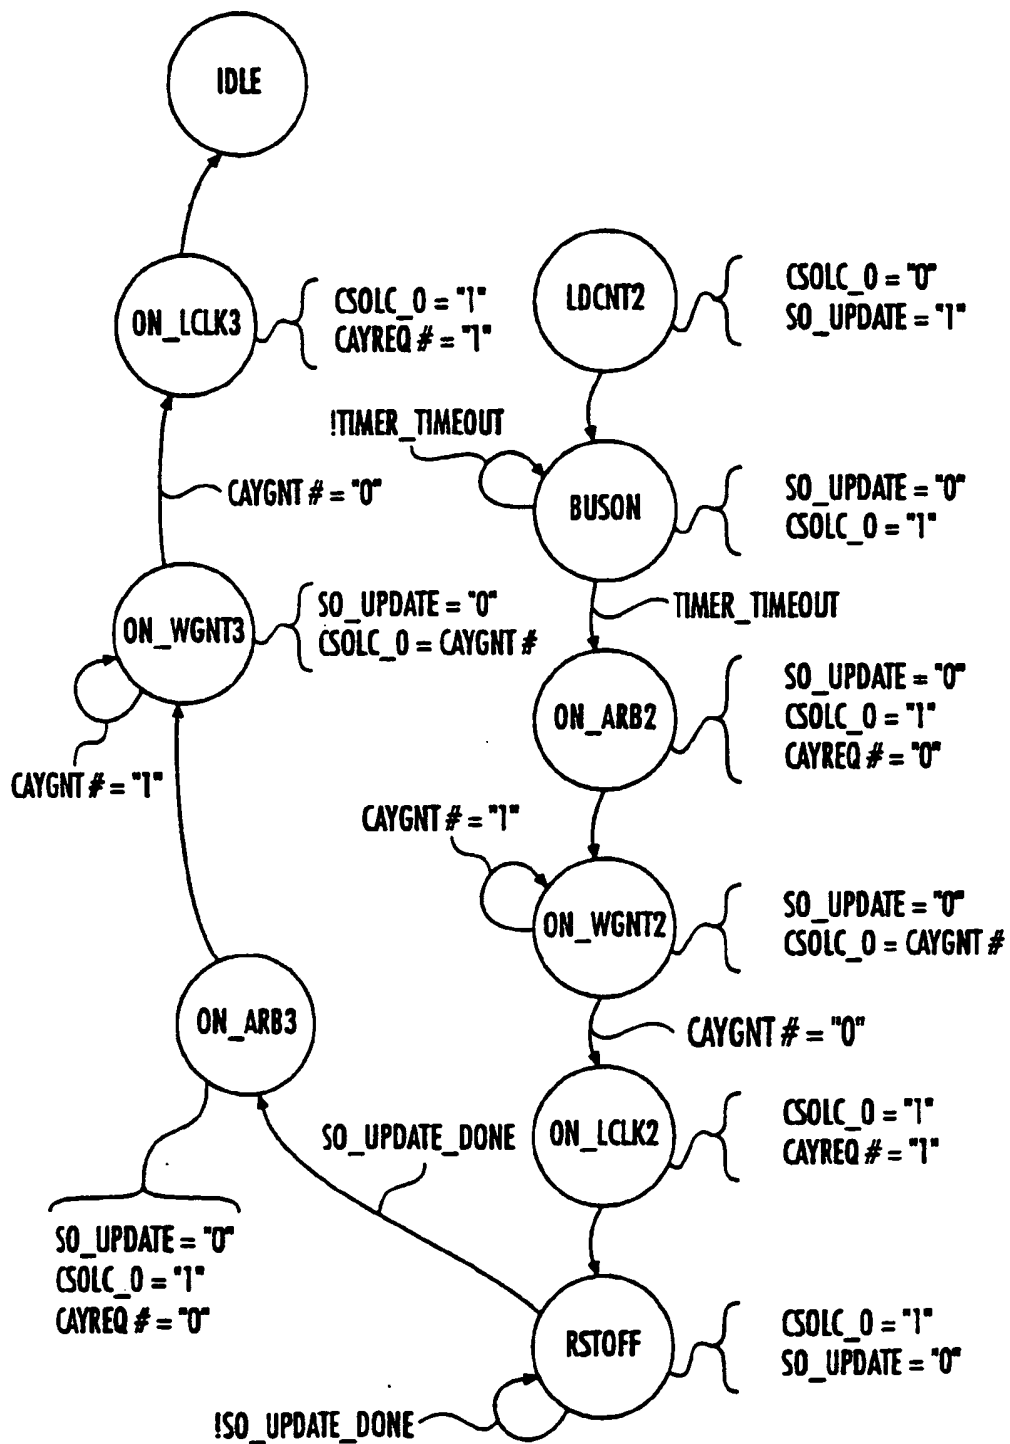 IDLE
ON_LCLK3
CSOLC_0 = "1"
CAYREQ # = "1"
LDCNT2
CSOLC_0 = "0"
SO_UPDATE = "1"
!TIMER_TIMEOUT
CAYGNT # = "0"
BUSON
SO_UPDATE = "0"
CSOLC_0 = "1"
TIMER_TIMEOUT
ON_WGNT3
SO_UPDATE = "0"
CSOLC_0 = CAYGNT #
CAYGNT # = "1"
ON_ARB2
SO_UPDATE = "0"
CSOLC_0 = "1"
CAYREQ # = "0"
CAYGNT # = "1"
ON_WGNT2
SO_UPDATE = "0"
CSOLC_0 = CAYGNT #
CAYGNT # = "0"
ON_ARB3
SO_UPDATE_DONE
ON_LCLK2
CSOLC_0 = "1"
CAYREQ # = "1"
SO_UPDATE = "0"
CSOLC_0 = "1"
CAYREQ # = "0"
RSTOFF
CSOLC_0 = "1"
SO_UPDATE = "0"
!SO_UPDATE_DONE